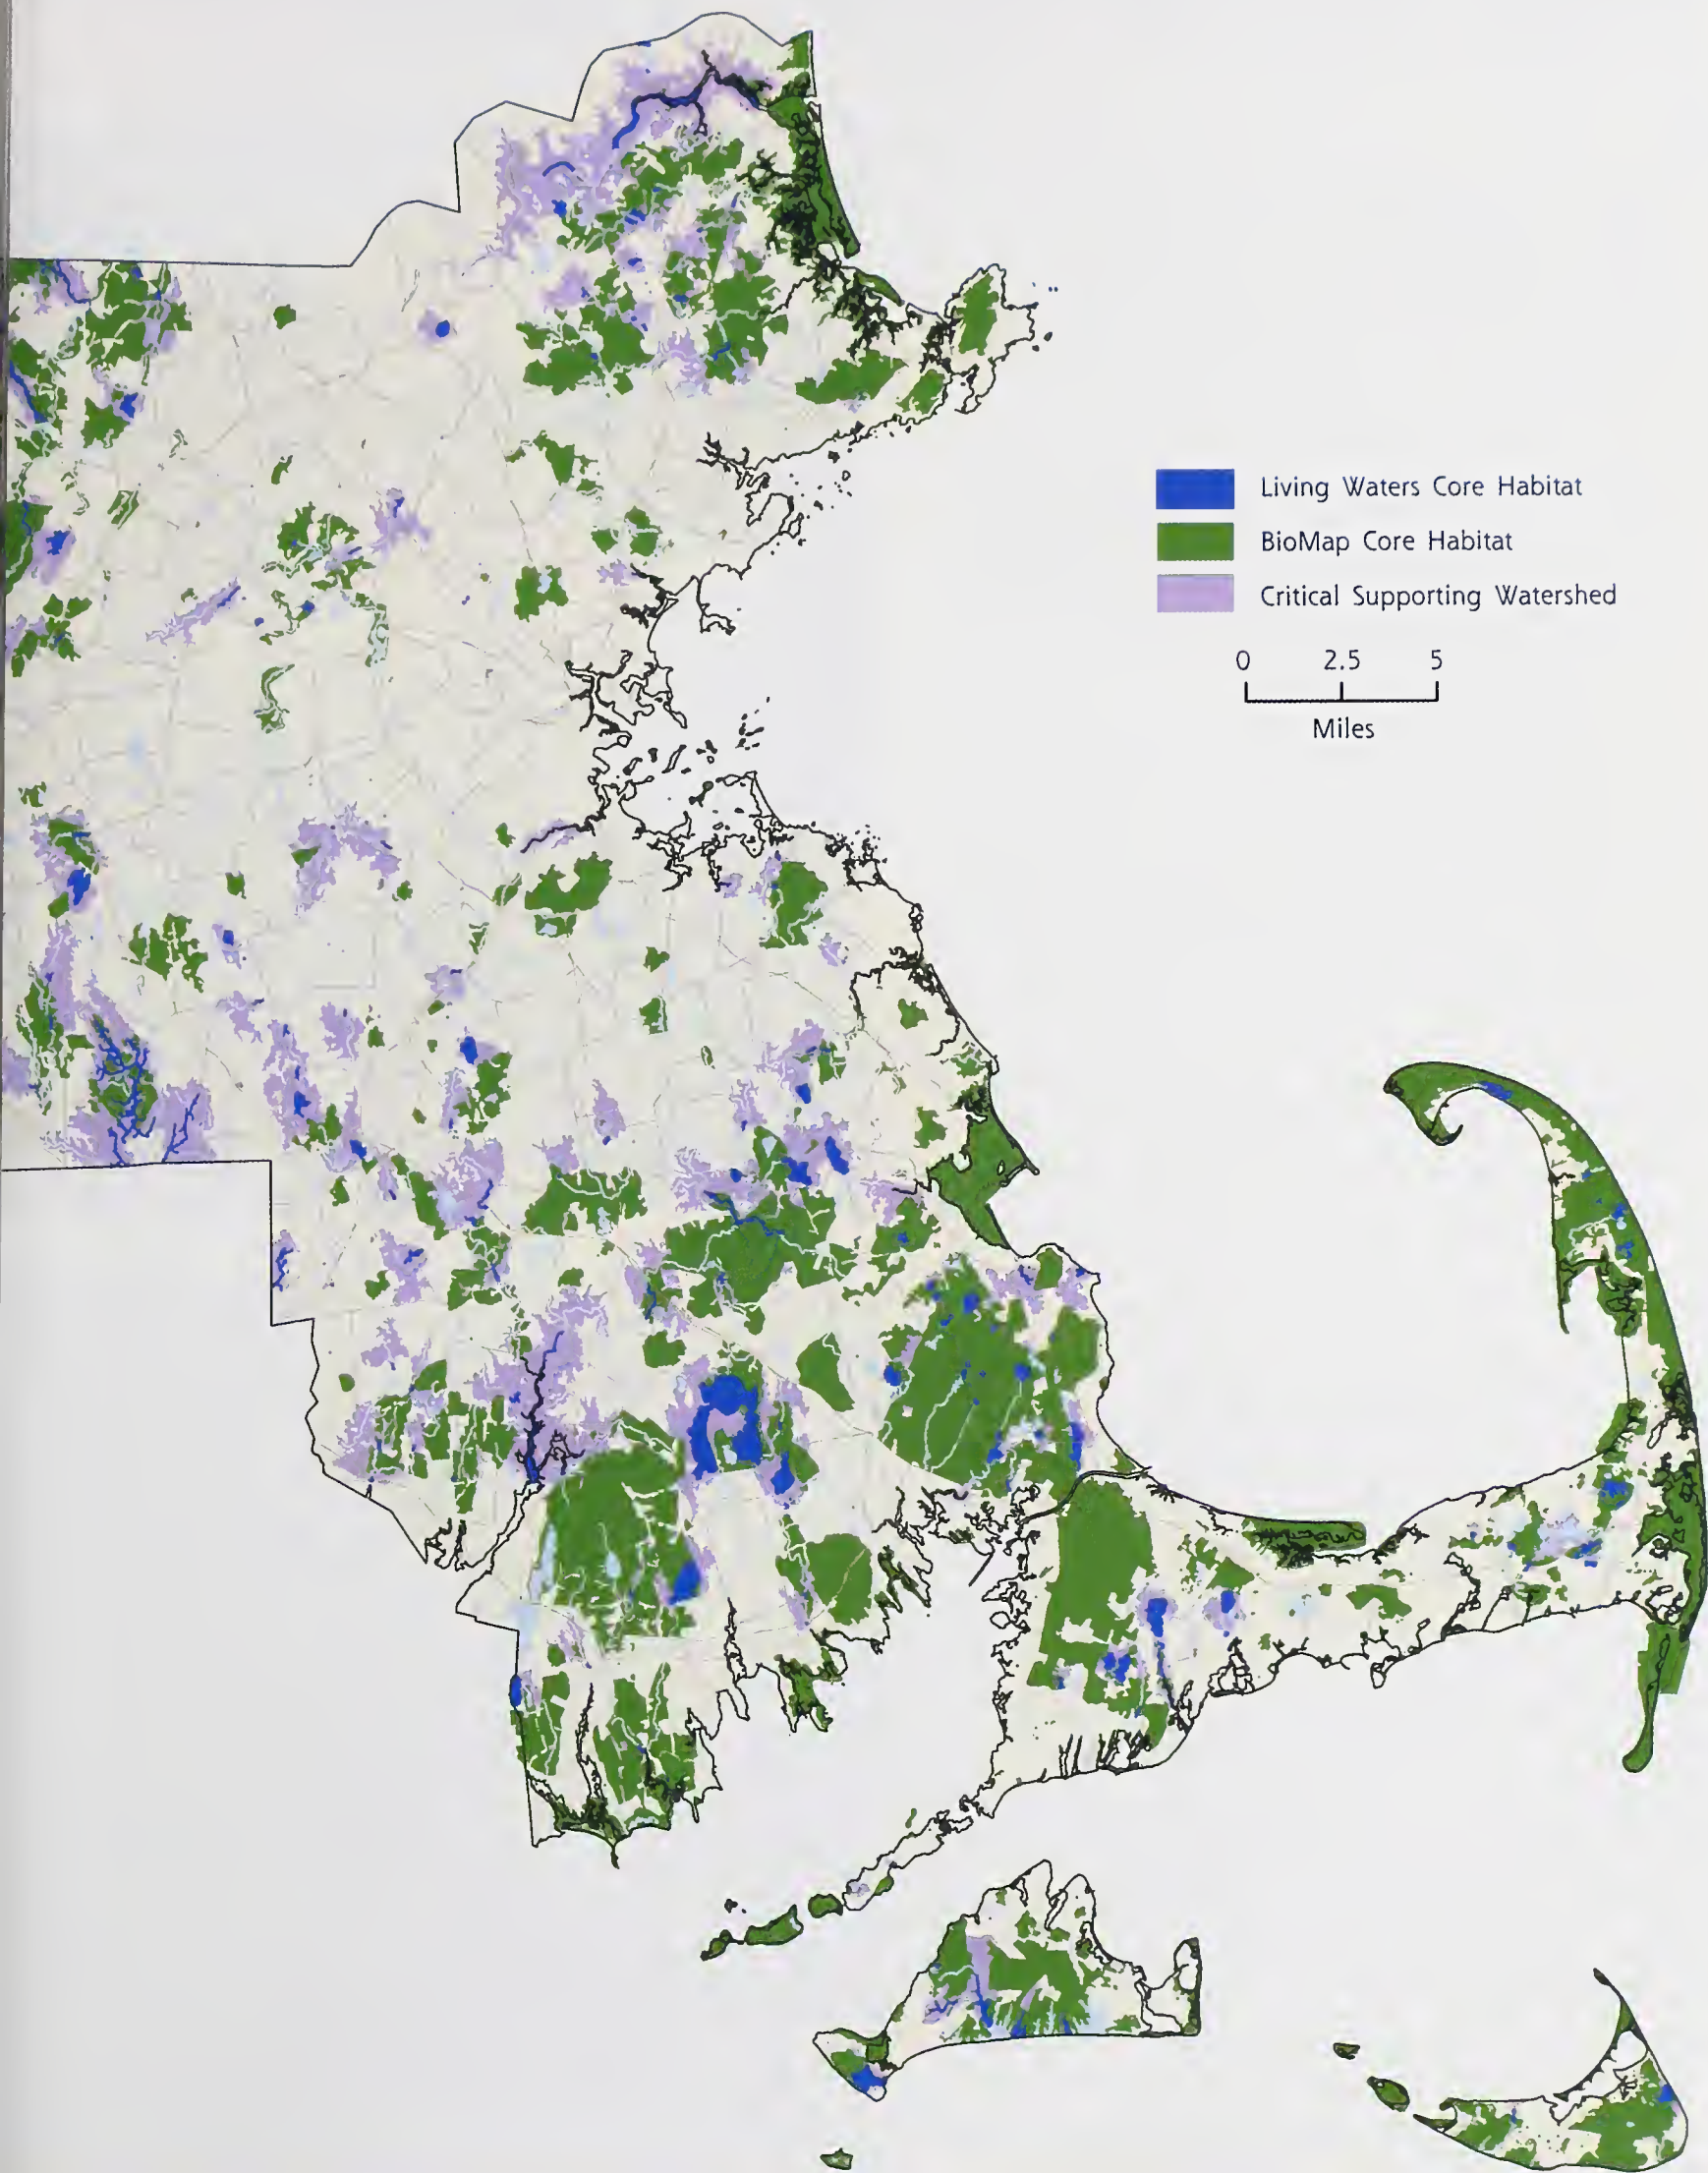 Living Waters Core Habitat
BioMap Core Habitat
Critical Supporting Watershed
0 2.5 5
Miles